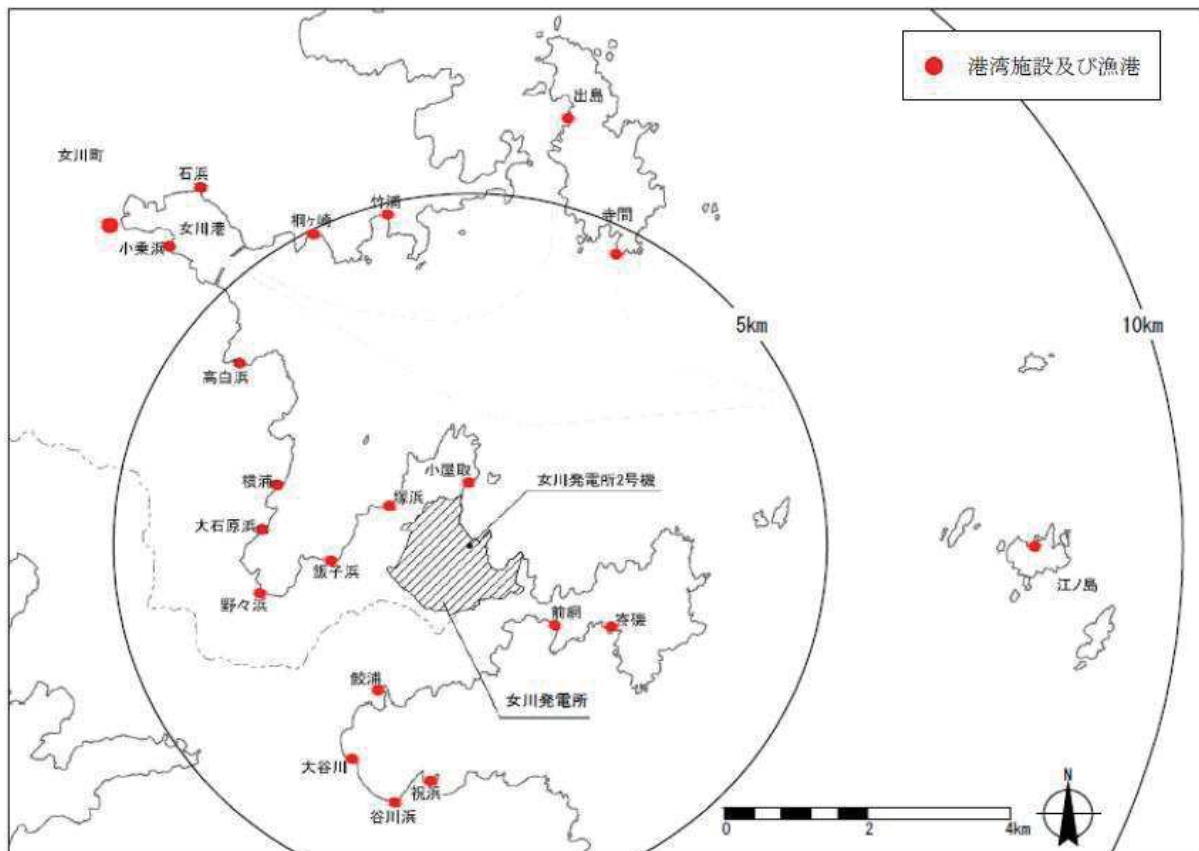 港湾施設及び漁港
出島
女川町
石浜
竹浦
寺間
桐ヶ崎
女川港
小乗浜
5km
10km
高白浜
小屋取
女川発電所2号機
横浦
塚浜
大石原浜
飯子浜
江ノ島
野々浜
前網
寄磯
鮫浦
女川発電所
大谷川
祝浜
谷川浜
N
0 2 4km